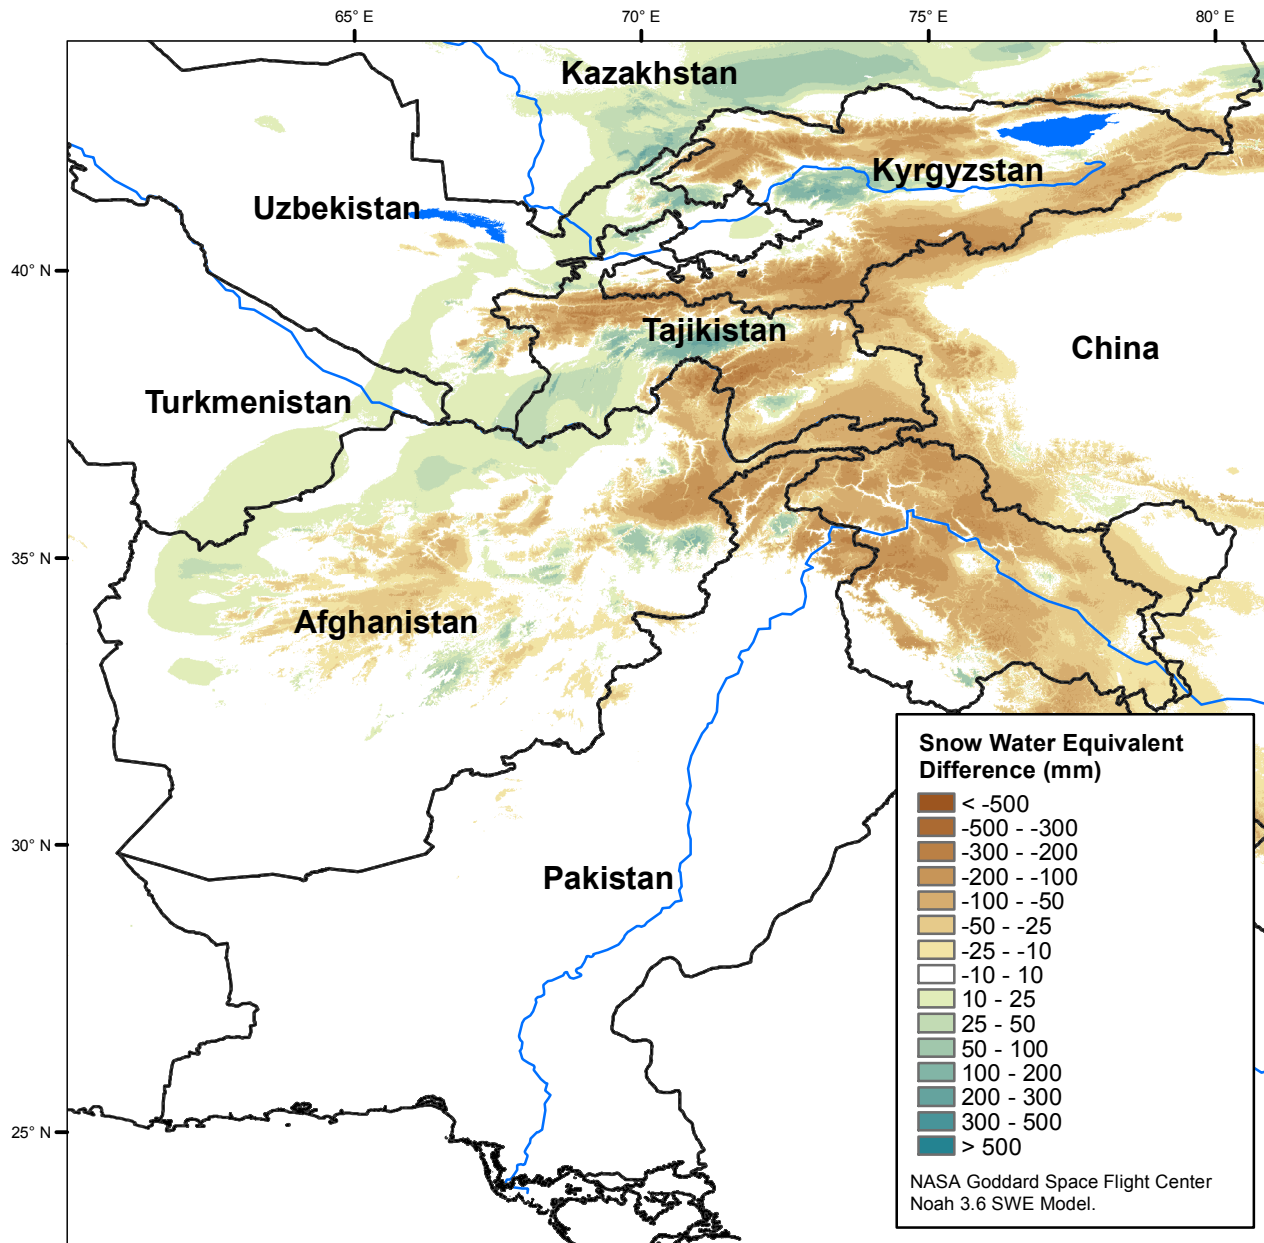 65° E
70° E
75° E
80° E
Kazakhstan
Kyrgyzstan
Uzbekistan
40° N
Tajikistan
China
Turkmenistan
35° N
Afghanistan
30° N
Pakistan
25° N
Snow Water Equivalent
Difference (mm)
< -500
-500 - -300
-300 - -200
-200 - -100
-100 - -50
-50 - -25
-25 - -10
-10 - 10
10 - 25
25 - 50
50 - 100
100 - 200
200 - 300
300 - 500
> 500
NASA Goddard Space Flight Center
Noah 3.6 SWE Model.